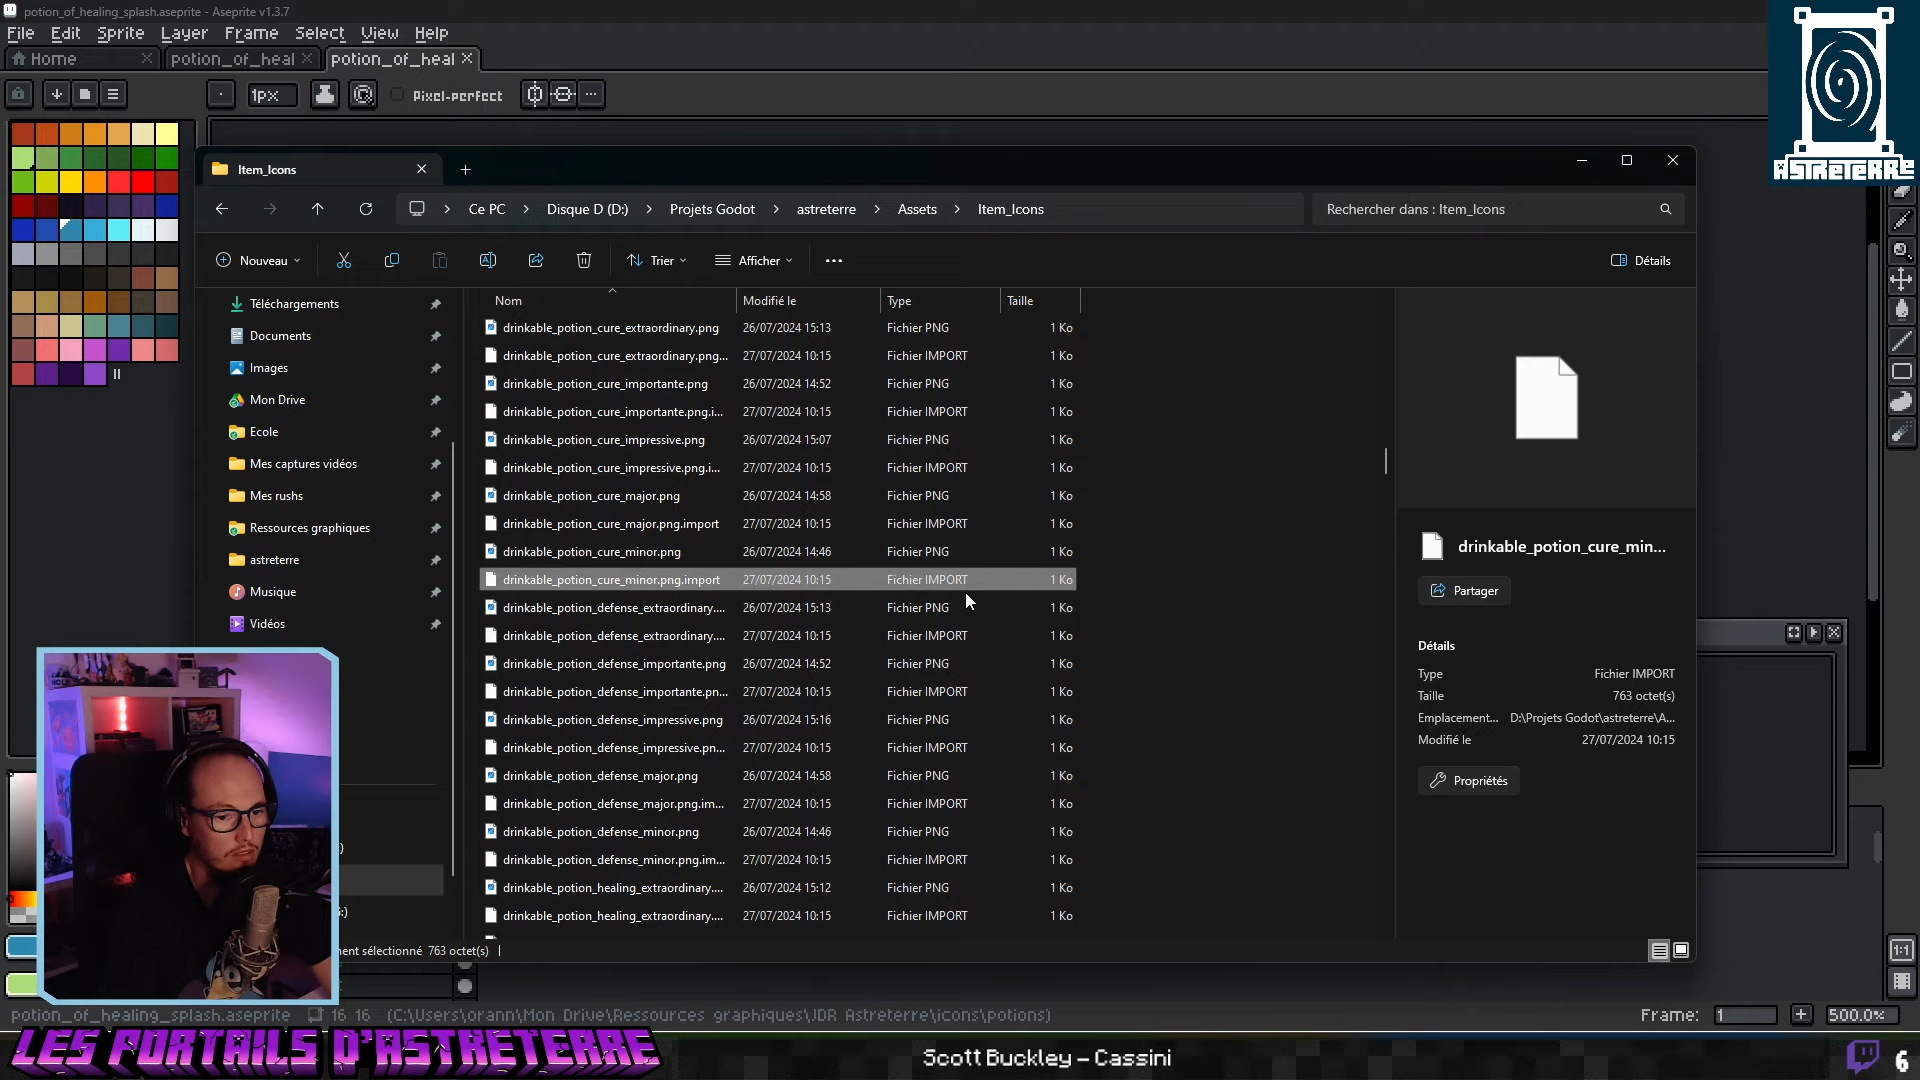 potion_of_healing_splash.aseprite - Aseprite v1.3.7
File Edit Sprite Layer Frame Select View Help
Home potion_of_heal potion_of_heal
1px Pixel-perfect
ASTRETERRE
Item_Icons
Ce PC Disque D (D:) Projets Godot astreterre Assets Item_Icons
Rechercher dans : Item_Icons
Nouveau Trier Afficher Détails
Nom Modifié le Type Taille
Téléchargements
Documents
Images
Mon Drive
Ecole
Mes captures vidéos
Mes rushs
Ressources graphiques
astreterre
Musique
Vidéos
drinkable_potion_cure_extraordinary.png 26/07/2024 15:13 Fichier PNG 1 Ko
drinkable_potion_cure_extraordinary.png... 27/07/2024 10:15 Fichier IMPORT 1 Ko
drinkable_potion_cure_importante.png 26/07/2024 14:52 Fichier PNG 1 Ko
drinkable_potion_cure_importante.png.i... 27/07/2024 10:15 Fichier IMPORT 1 Ko
drinkable_potion_cure_impressive.png 26/07/2024 15:07 Fichier PNG 1 Ko
drinkable_potion_cure_impressive.png.i... 27/07/2024 10:15 Fichier IMPORT 1 Ko
drinkable_potion_cure_major.png 26/07/2024 14:58 Fichier PNG 1 Ko
drinkable_potion_cure_major.png.import 27/07/2024 10:15 Fichier IMPORT 1 Ko
drinkable_potion_cure_minor.png 26/07/2024 14:46 Fichier PNG 1 Ko
drinkable_potion_cure_minor.png.import 27/07/2024 10:15 Fichier IMPORT 1 Ko
drinkable_potion_defense_extraordinary.... 26/07/2024 15:13 Fichier PNG 1 Ko
drinkable_potion_defense_extraordinary.... 27/07/2024 10:15 Fichier IMPORT 1 Ko
drinkable_potion_defense_importante.png 26/07/2024 14:52 Fichier PNG 1 Ko
drinkable_potion_defense_importante.pn... 27/07/2024 10:15 Fichier IMPORT 1 Ko
drinkable_potion_defense_impressive.png 26/07/2024 15:16 Fichier PNG 1 Ko
drinkable_potion_defense_impressive.pn... 27/07/2024 10:15 Fichier IMPORT 1 Ko
drinkable_potion_defense_major.png 26/07/2024 14:58 Fichier PNG 1 Ko
drinkable_potion_defense_major.png.im... 27/07/2024 10:15 Fichier IMPORT 1 Ko
drinkable_potion_defense_minor.png 26/07/2024 14:46 Fichier PNG 1 Ko
drinkable_potion_defense_minor.png.im... 27/07/2024 10:15 Fichier IMPORT 1 Ko
drinkable_potion_healing_extraordinary.... 26/07/2024 15:12 Fichier PNG 1 Ko
drinkable_potion_healing_extraordinary.... 27/07/2024 10:15 Fichier IMPORT 1 Ko
drinkable_potion_cure_min...
Partager
Détails
Type Fichier IMPORT
Taille 763 octet(s)
Emplacement... D:\Projets Godot\astreterre\A...
Modifié le 27/07/2024 10:15
Propriétés
sélectionné 763 octet(s)
1:1
potion_of_healing_splash.aseprite 16 16 (C:\Users\orann\Mon Drive\Ressources graphiques\JDR Astreterre\icons\potions)
Frame: 1 500.0%
LES PORTAILS D'ASTRETERRE
Scott Buckley – Cassini
6